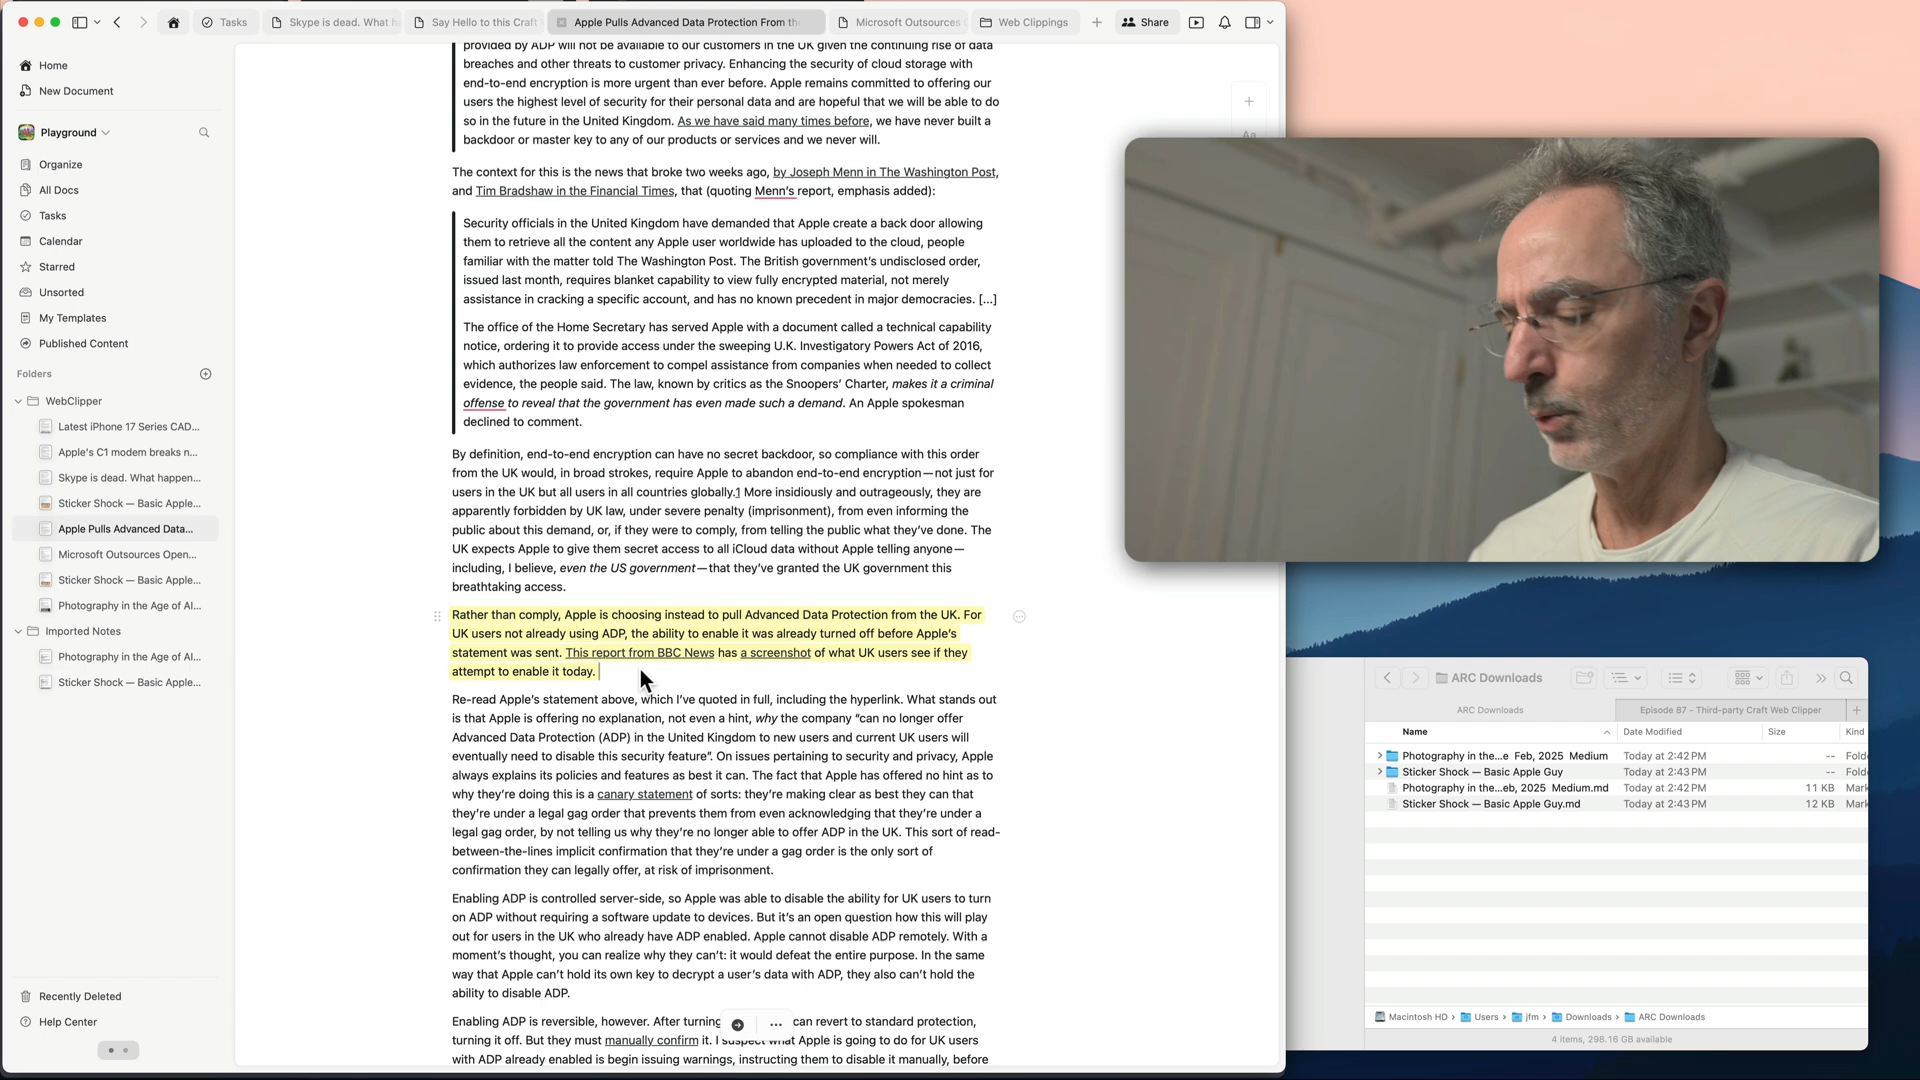 Tasks
Skype is dead. What h
Say Hello to this Craft
Apple Pulls Advanced Data Protection From th
Microsoft Outsources
Web Clippings
Share
Home
New Document
Playground
Organize
All Docs
Tasks
Calendar
Starred
Unsorted
My Templates
Published Content
Folders
WebClipper
Latest iPhone 17 Series CAD...
Apple's C1 modem breaks n...
Skype is dead. What happen...
Sticker Shock — Basic Apple...
Apple Pulls Advanced Data...
Microsoft Outsources Open...
Sticker Shock — Basic Apple...
Photography in the Age of AI...
Imported Notes
Photography in the Age of AI...
Sticker Shock — Basic Apple...
Recently Deleted
Help Center
provided by ADP will not be available to our customers in the UK given the continuing rise of data
breaches and other threats to customer privacy. Enhancing the security of cloud storage with
end-to-end encryption is more urgent than ever before. Apple remains committed to offering our
users the highest level of security for their personal data and are hopeful that we will be able to do
so in the future in the United Kingdom. As we have said many times before, we have never built a
backdoor or master key to any of our products or services and we never will.
The context for this is the news that broke two weeks ago, by Joseph Menn in The Washington Post,
and Tim Bradshaw in the Financial Times, that (quoting Menn's report, emphasis added):
Security officials in the United Kingdom have demanded that Apple create a back door allowing
them to retrieve all the content any Apple user worldwide has uploaded to the cloud, people
familiar with the matter told The Washington Post. The British government's undisclosed order,
issued last month, requires blanket capability to view fully encrypted material, not merely
assistance in cracking a specific account, and has no known precedent in major democracies. [...]
The office of the Home Secretary has served Apple with a document called a technical capability
notice, ordering it to provide access under the sweeping U.K. Investigatory Powers Act of 2016,
which authorizes law enforcement to compel assistance from companies when needed to collect
evidence, the people said. The law, known by critics as the Snoopers' Charter, makes it a criminal
offense to reveal that the government has even made such a demand. An Apple spokesman
declined to comment.
By definition, end-to-end encryption can have no secret backdoor, so compliance with this order
from the UK would, in broad strokes, require Apple to abandon end-to-end encryption—not just for
users in the UK but all users in all countries globally.1 More insidiously and outrageously, they are
apparently forbidden by UK law, under severe penalty (imprisonment), from even informing the
public about this demand, or, if they were to comply, from telling the public what they've done. The
UK expects Apple to give them secret access to all iCloud data without Apple telling anyone—
including, I believe, even the US government—that they've granted the UK government this
breathtaking access.
Rather than comply, Apple is choosing instead to pull Advanced Data Protection from the UK. For
UK users not already using ADP, the ability to enable it was already turned off before Apple's
statement was sent. This report from BBC News has a screenshot of what UK users see if they
attempt to enable it today.
Re-read Apple's statement above, which I've quoted in full, including the hyperlink. What stands out
is that Apple is offering no explanation, not even a hint, why the company "can no longer offer
Advanced Data Protection (ADP) in the United Kingdom to new users and current UK users will
eventually need to disable this security feature". On issues pertaining to security and privacy, Apple
always explains its policies and features as best it can. The fact that Apple has offered no hint as to
why they're doing this is a canary statement of sorts: they're making clear as best they can that
they're under a legal gag order that prevents them from even acknowledging that they're under a
legal gag order, by not telling us why they're no longer able to offer ADP in the UK. This sort of read-
between-the-lines implicit confirmation that they're under a gag order is the only sort of
confirmation they can legally offer, at risk of imprisonment.
Enabling ADP is controlled server-side, so Apple was able to disable the ability for UK users to turn
on ADP without requiring a software update to devices. But it's an open question how this will play
out for users in the UK who already have ADP enabled. Apple cannot disable ADP remotely. With a
moment's thought, you can realize why they can't: it would defeat the entire purpose. In the same
way that Apple can't hold its own key to decrypt a user's data with ADP, they also can't hold the
ability to disable ADP.
Enabling ADP is reversible, however. After turning can revert to standard protection,
turning it off. But they must manually confirm it. I suspect what Apple is going to do for UK users
with ADP already enabled is begin issuing warnings, instructing them to disable it manually, before
Aa
ARC Downloads
ARC Downloads
Episode 87 - Third-party Craft Web Clipper
Name
Date Modified
Size
Kind
Photography in the...e Feb, 2025 Medium
Today at 2:42 PM
--
Fold
Sticker Shock — Basic Apple Guy
Today at 2:43 PM
--
Fold
Photography in the...eb, 2025 Medium.md
Today at 2:42 PM
11 KB
Mark
Sticker Shock — Basic Apple Guy.md
Today at 2:43 PM
12 KB
Mark
Macintosh HD › Users › jfm › Downloads › ARC Downloads
4 items, 298.16 GB available